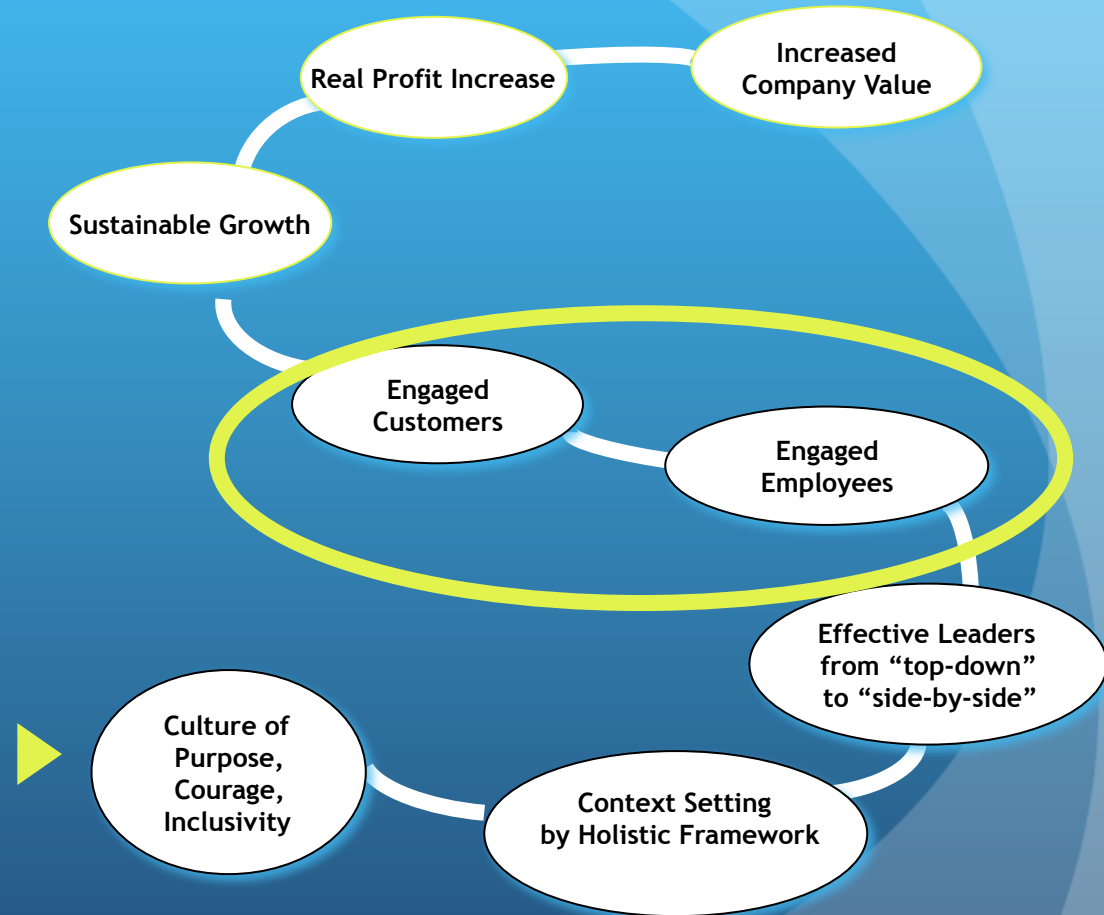 Increased
Company Value
Real Profit Increase
Sustainable Growth
Engaged
Customers
Engaged
Employees
Effective Leaders
from “top-down”
to “side-by-side”
Culture of
Purpose,
Courage,
Inclusivity
Context Setting
by Holistic Framework